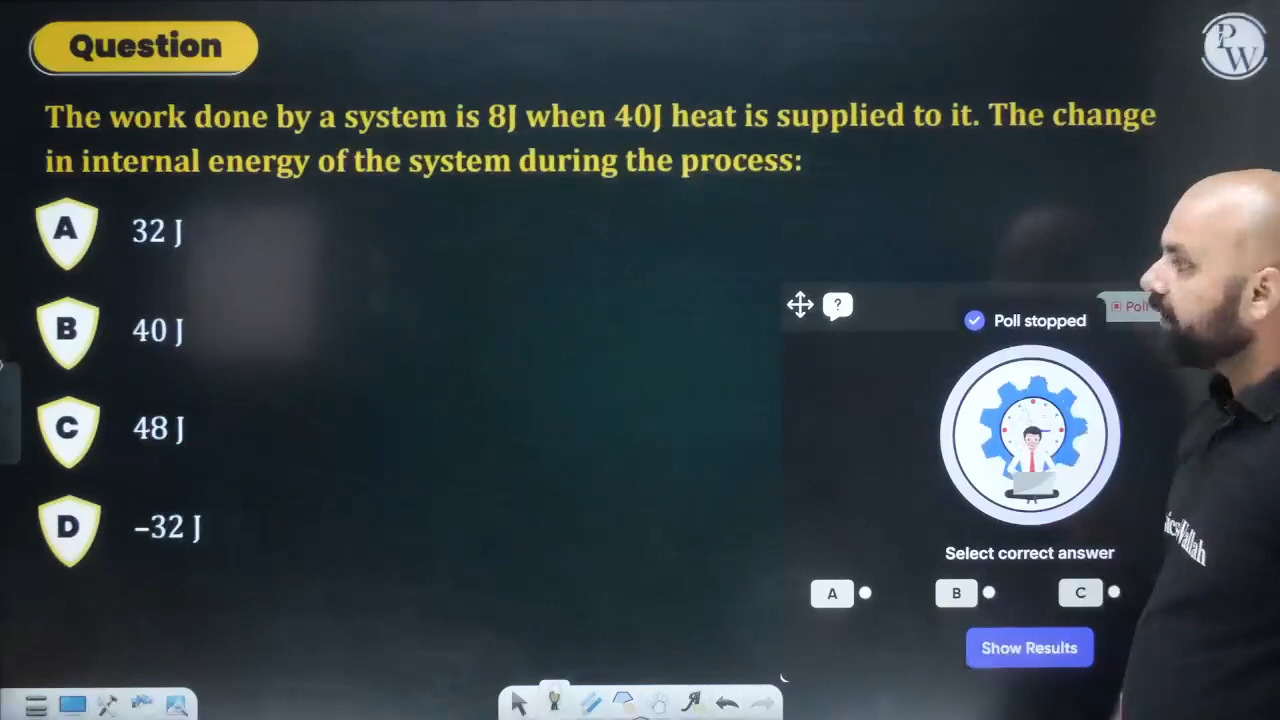 Question
PW
The work done by a system is 8J when 40J heat is supplied to it. The change
in internal energy of the system during the process:
A 32 J
B 40 J
C 48 J
D –32 J
?
Poll
Poll stopped
Select correct answer
A B C
Show Results